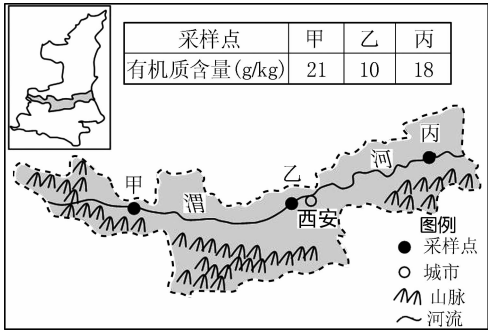 采样点 甲 乙 丙
有机质含量(g/kg) 21 10 18
丙
河
乙
甲
渭
西安
图例
采样点
城市
山脉
河流